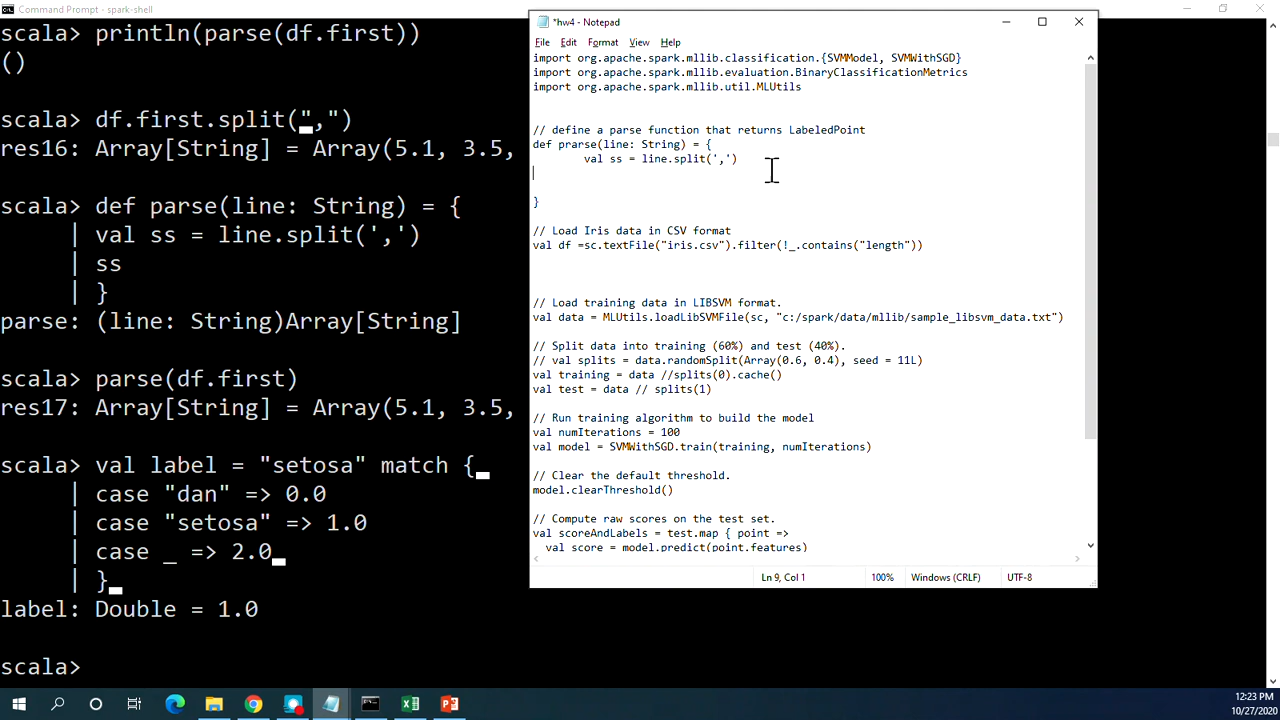 Command Prompt - spark-shell
scala> println(parse(df.first))
()
scala> df.first.split(",")
res16: Array[String] = Array(5.1, 3.5,
scala> def parse(line: String) = {
| val ss = line.split(',')
| ss
| }
parse: (line: String)Array[String]
scala> parse(df.first)
res17: Array[String] = Array(5.1, 3.5,
scala> val label = "setosa" match {
| case "dan" => 0.0
| case "setosa" => 1.0
| case _ => 2.0
| }
label: Double = 1.0
scala>
*hw4 - Notepad
File Edit Format View Help
import org.apache.spark.mllib.classification.{SVMModel, SVMWithSGD}
import org.apache.spark.mllib.evaluation.BinaryClassificationMetrics
import org.apache.spark.mllib.util.MLUtils
// define a parse function that returns LabeledPoint
def prarse(line: String) = {
val ss = line.split(',')
}
// Load Iris data in CSV format
val df =sc.textFile("iris.csv").filter(!_.contains("length"))
// Load training data in LIBSVM format.
val data = MLUtils.loadLibSVMFile(sc, "c:/spark/data/mllib/sample_libsvm_data.txt")
// Split data into training (60%) and test (40%).
// val splits = data.randomSplit(Array(0.6, 0.4), seed = 11L)
val training = data //splits(0).cache()
val test = data // splits(1)
// Run training algorithm to build the model
val numIterations = 100
val model = SVMWithSGD.train(training, numIterations)
// Clear the default threshold.
model.clearThreshold()
// Compute raw scores on the test set.
val scoreAndLabels = test.map { point =>
val score = model.predict(point.features)
Ln 9, Col 1 100% Windows (CRLF) UTF-8
12:23 PM
10/27/2020